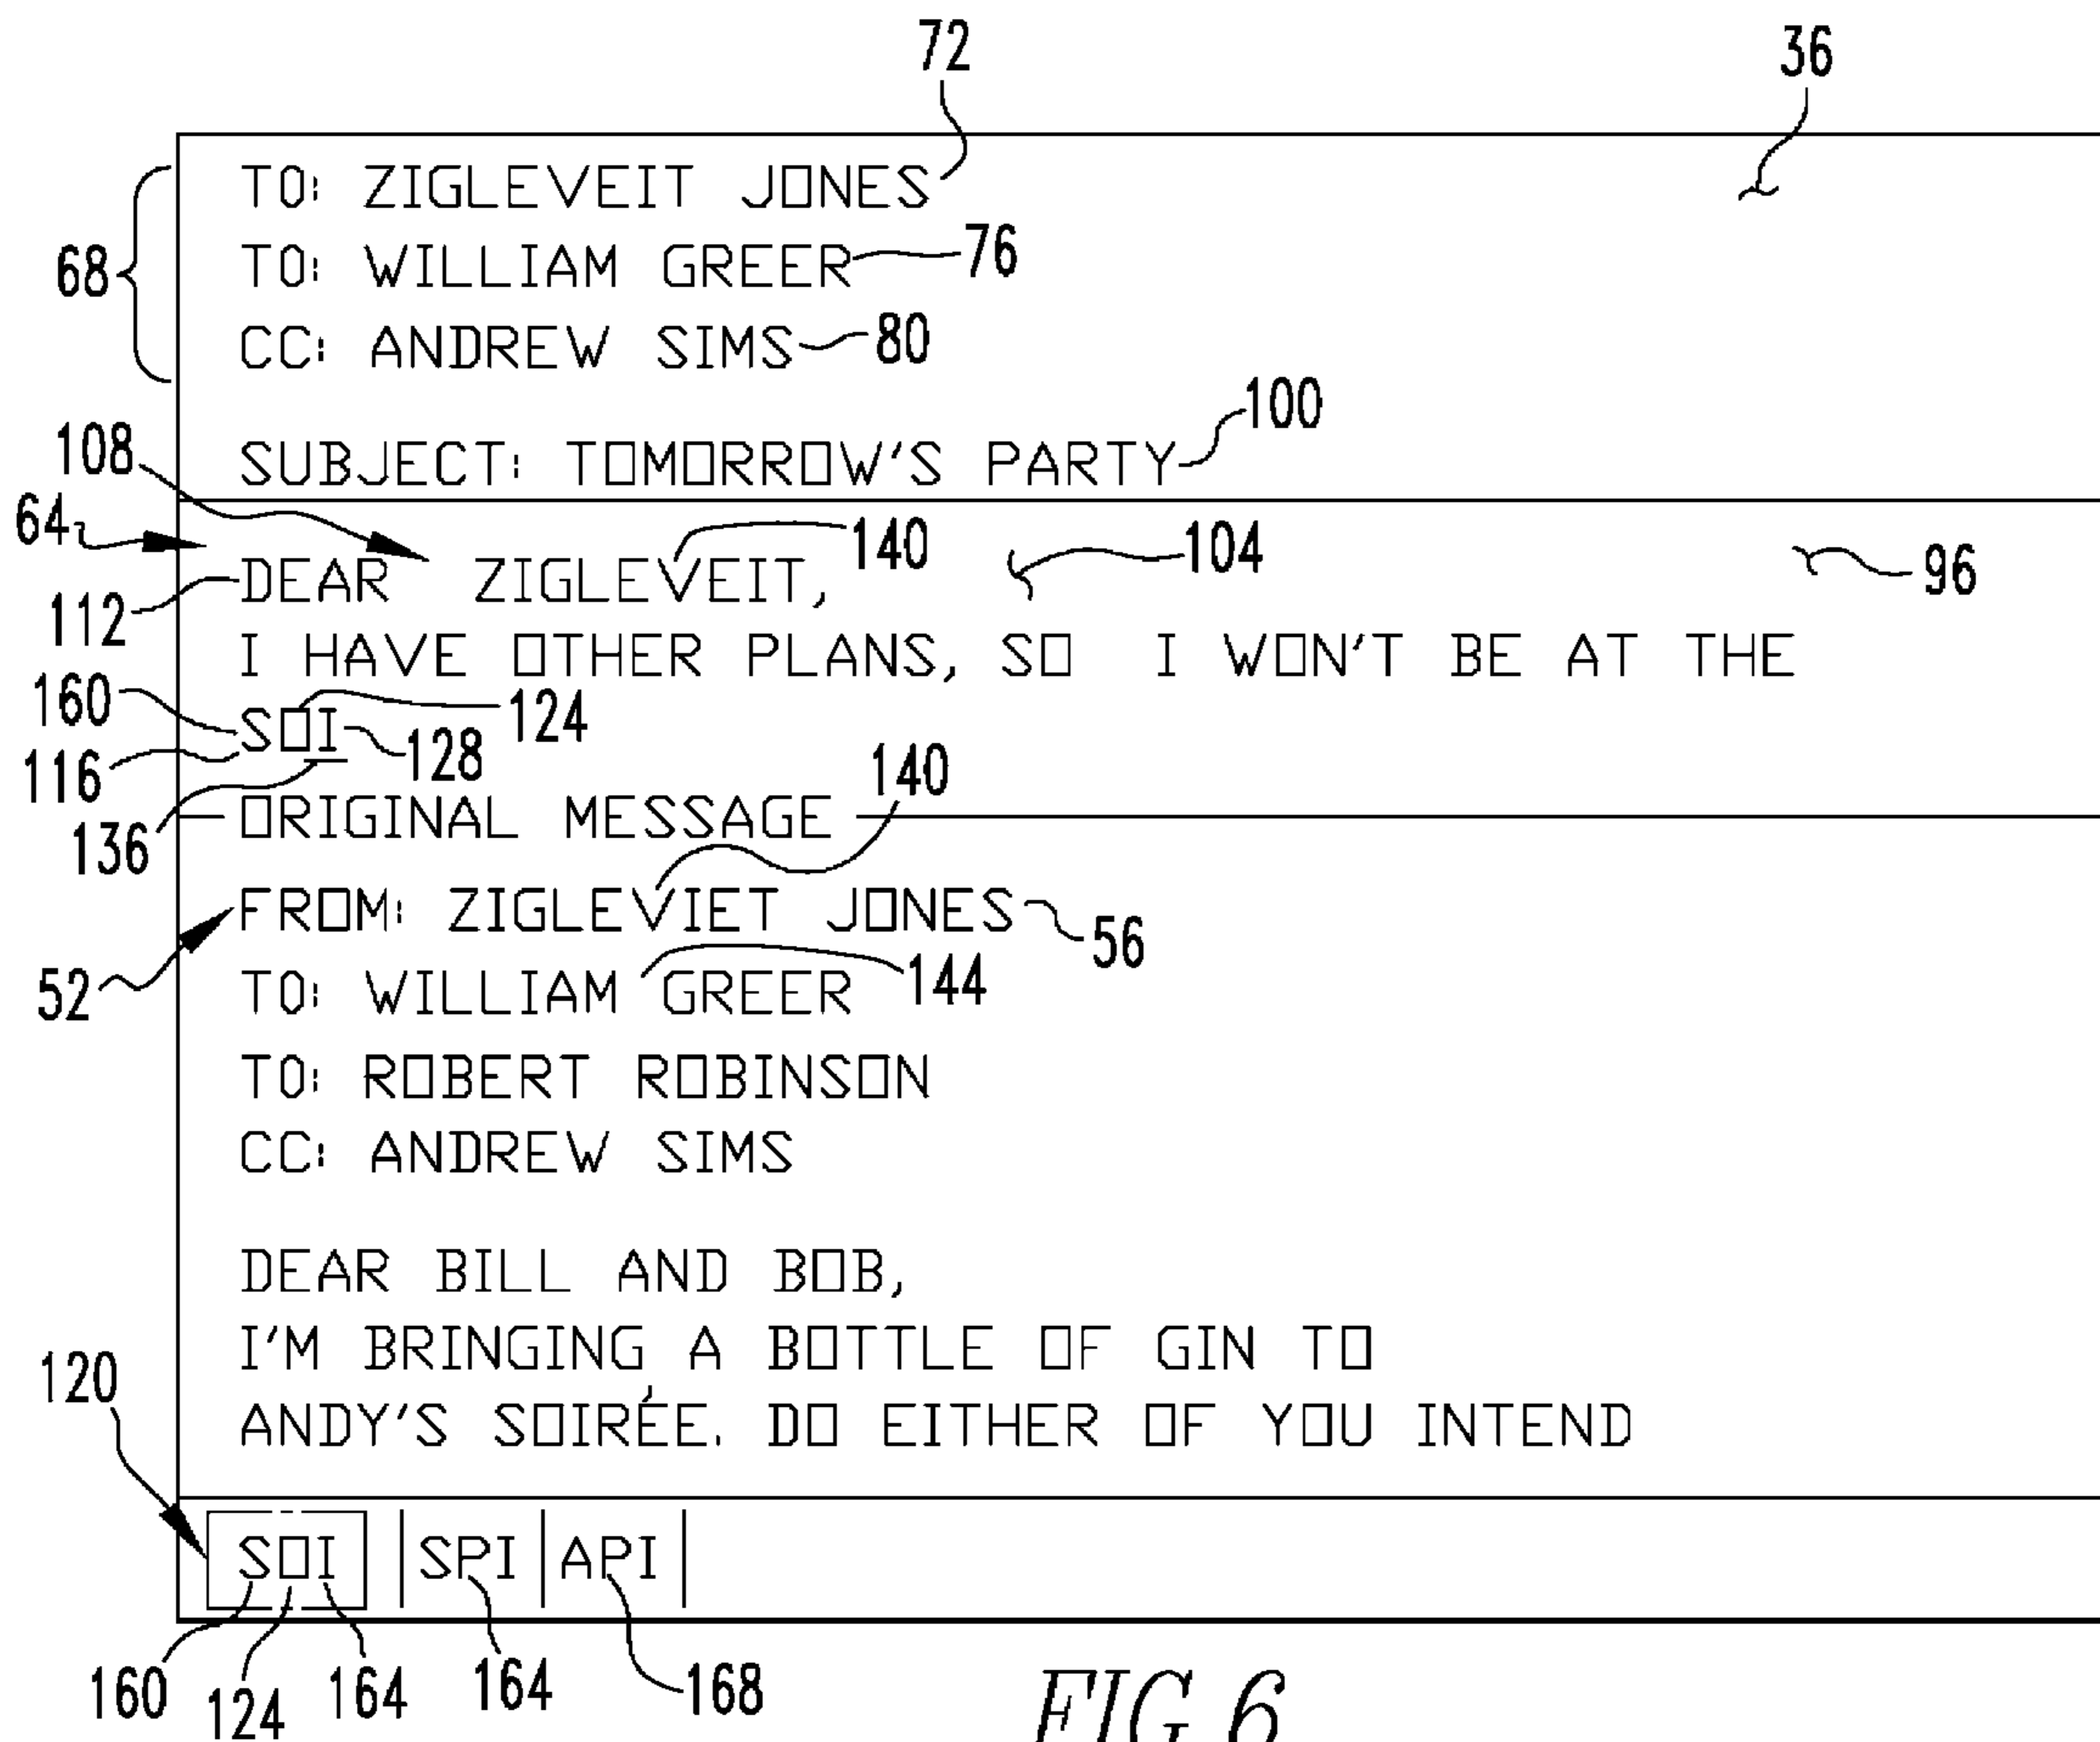 72 36
TO: ZIGLEVEIT JONES
68 TO: WILLIAM GREER 76
CC: ANDREW SIMS 80
108 SUBJECT: TOMORROW'S PARTY 100
64 140 104 96
112 DEAR ZIGLEVEIT,
I HAVE OTHER PLANS, SO I WON'T BE AT THE
160 SOI 124
116 128 140
136 ORIGINAL MESSAGE
FROM: ZIGLEVIET JONES 56
52 TO: WILLIAM GREER 144
TO: ROBERT ROBINSON
CC: ANDREW SIMS
DEAR BILL AND BOB,
I'M BRINGING A BOTTLE OF GIN TO
120 ANDY'S SOIRÉE. DO EITHER OF YOU INTEND
SOI SPI API
160 124 164 164 168
FIG.6